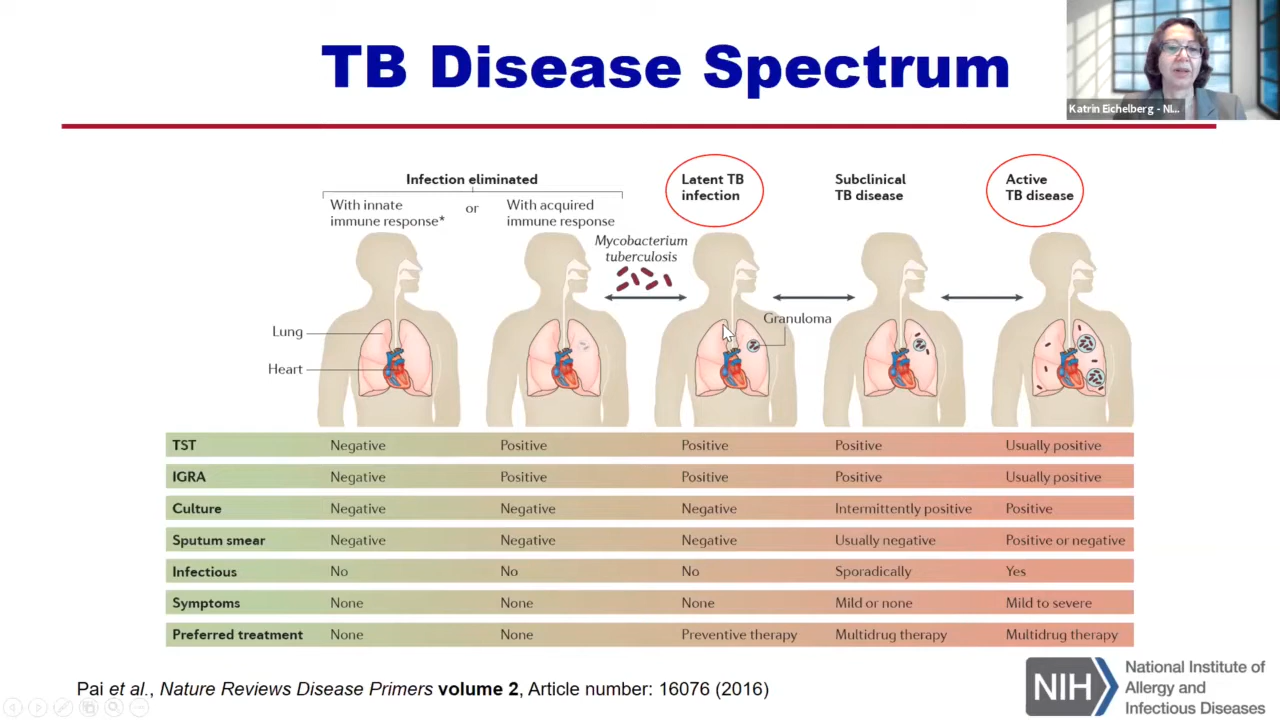 TB Disease Spectrum
Katrin Eichelberg - NI...
Infection eliminated
With innate
immune response*
or
With acquired
immune response
Mycobacterium
tuberculosis
Latent TB
infection
Subclinical
TB disease
Active
TB disease
Lung
Heart
Granuloma
TST Negative Positive Positive Positive Usually positive
IGRA Negative Positive Positive Positive Usually positive
Culture Negative Negative Negative Intermittently positive Positive
Sputum smear Negative Negative Negative Usually negative Positive or negative
Infectious No No No Sporadically Yes
Symptoms None None None Mild or none Mild to severe
Preferred treatment None None Preventive therapy Multidrug therapy Multidrug therapy
Pai et al., Nature Reviews Disease Primers volume 2, Article number: 16076 (2016)
NIH
National Institute of
Allergy and
Infectious Diseases